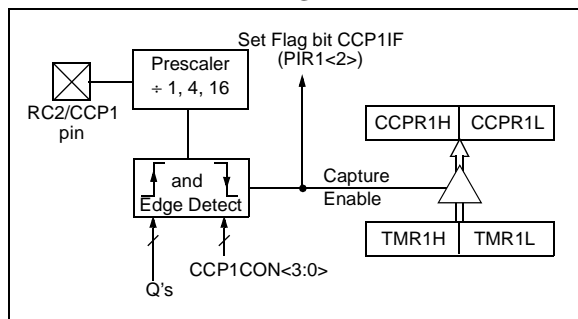 Set Flag bit CCP1IF
(PIR1<2>)
Prescaler
÷ 1, 4, 16
RC2/CCP1
pin
CCPR1H
CCPR1L
and
Edge Detect
Capture
Enable
TMR1H
TMR1L
CCP1CON<3:0>
Q's